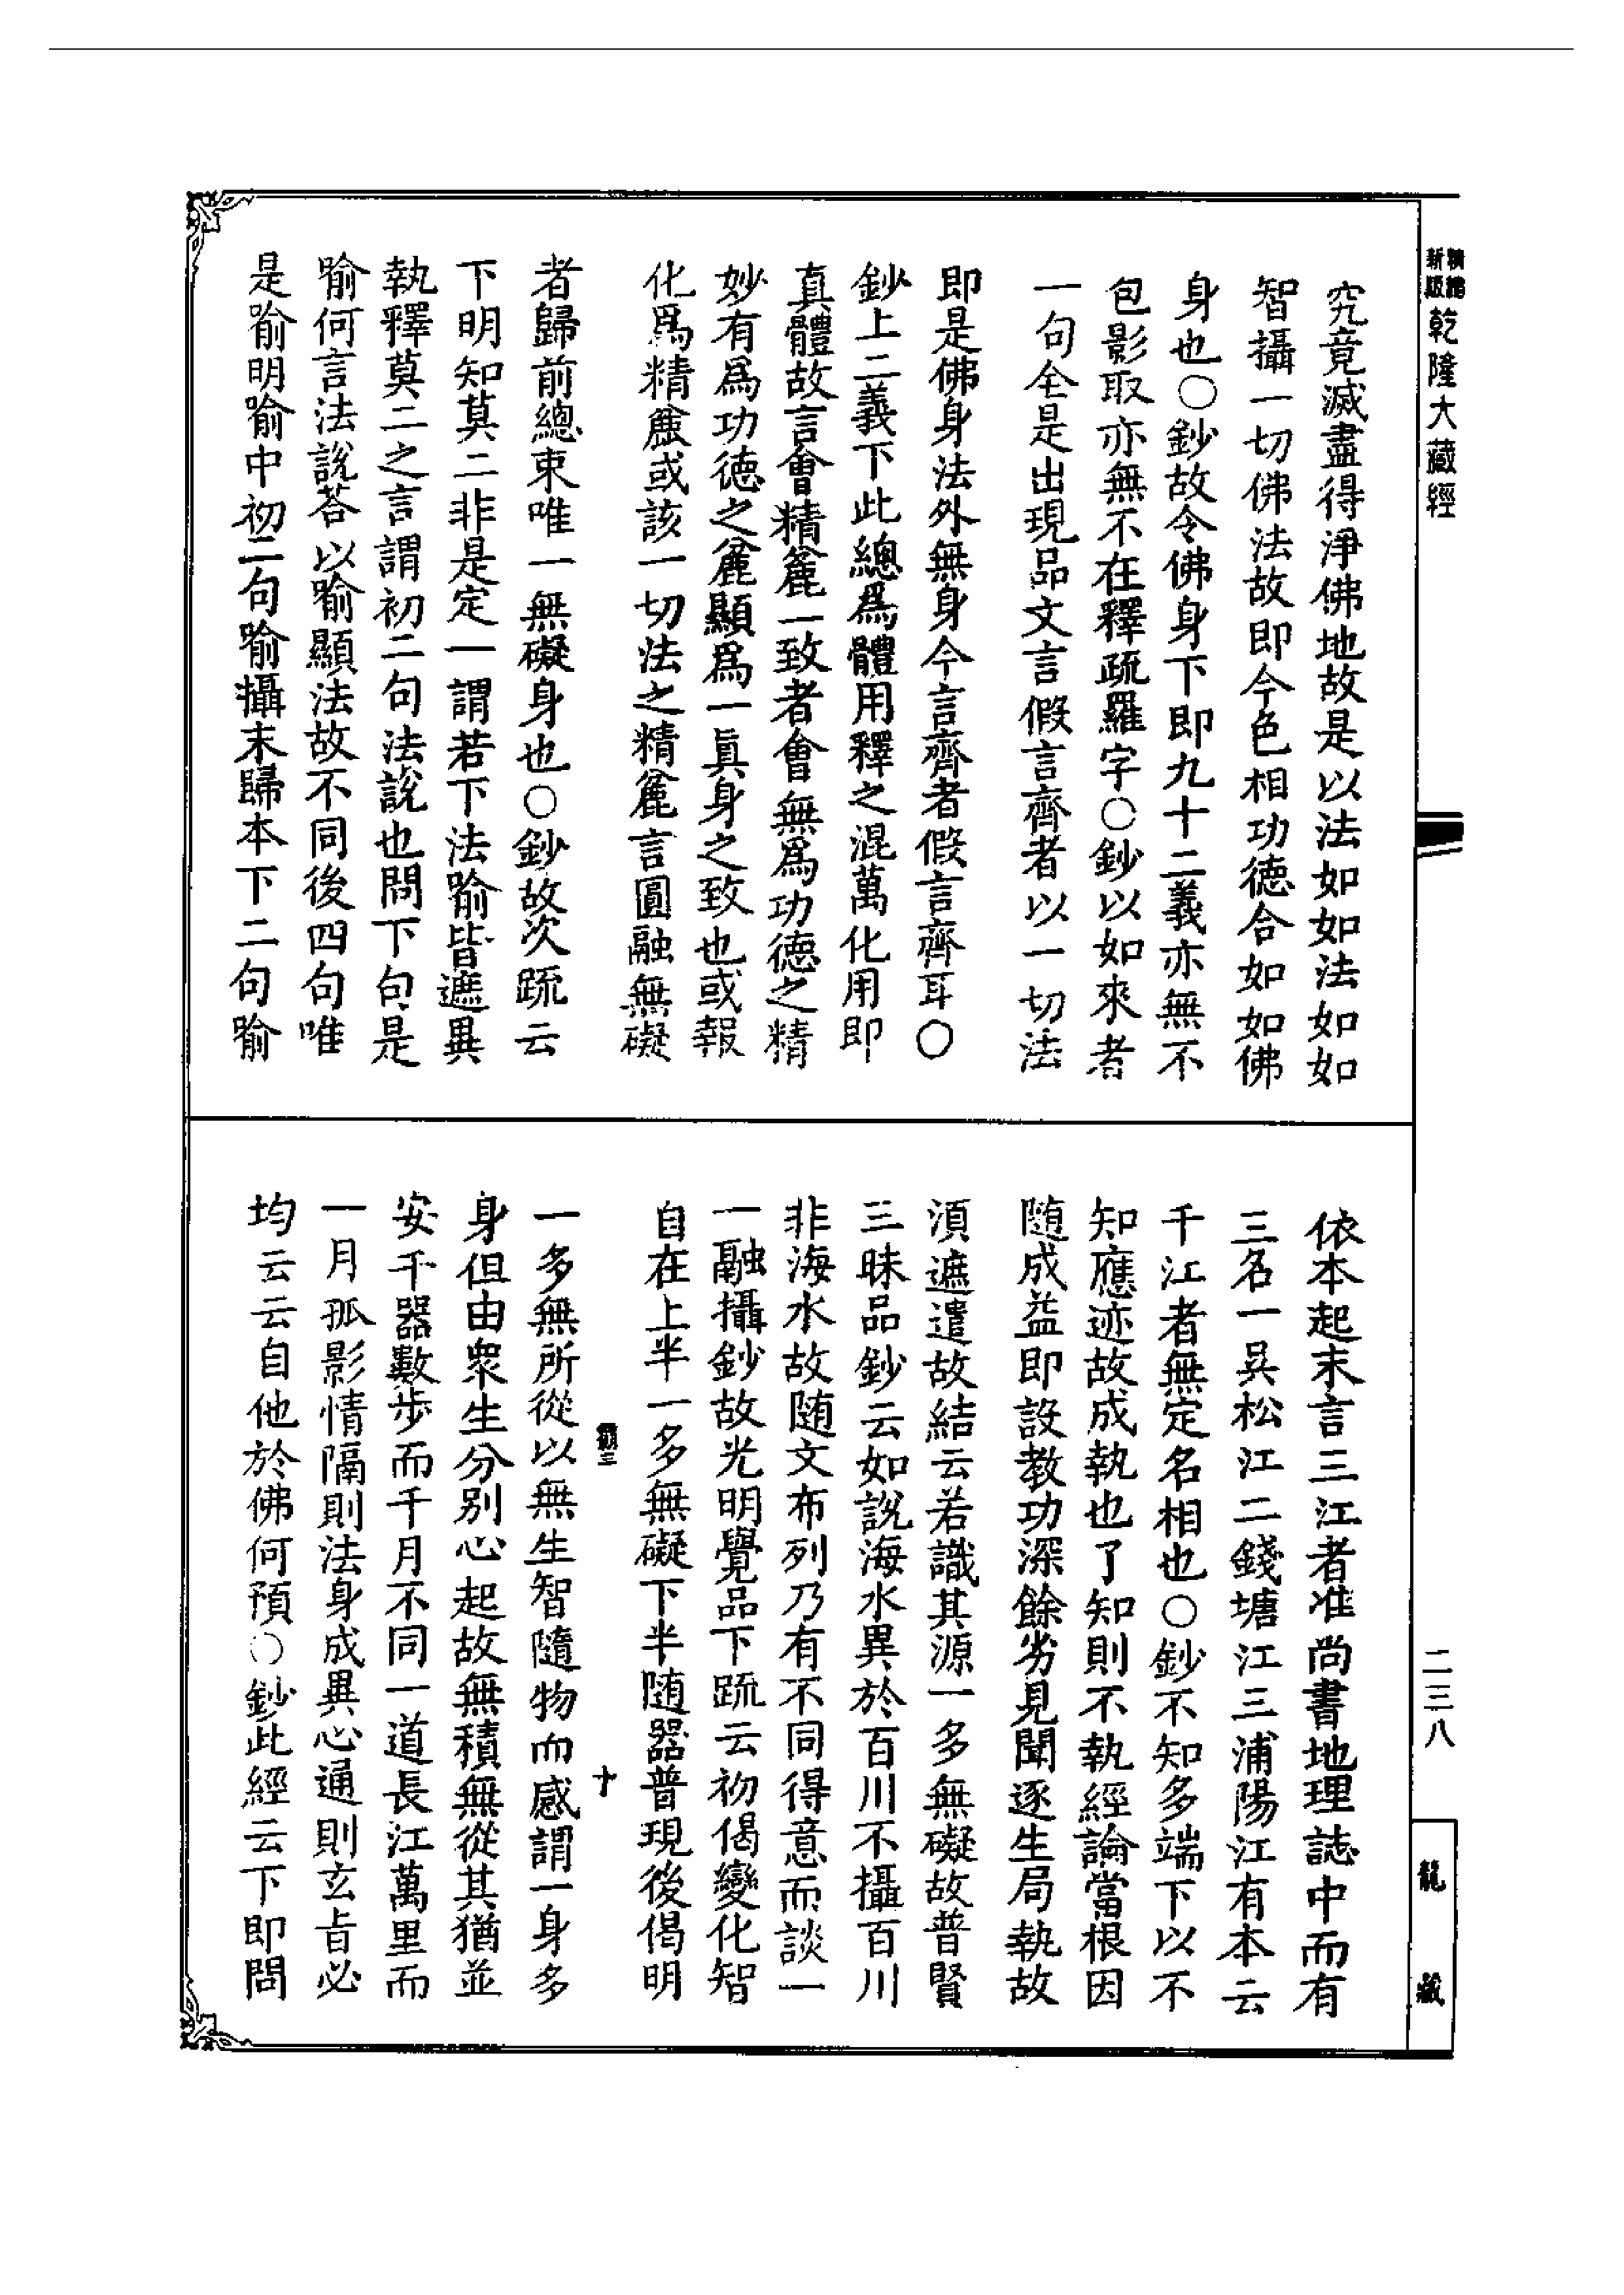 精縮新版乾隆大藏經
究竟滅盡得淨佛地故是以法如如法如如
智攝一切佛法故即今色相功德合如如佛
身也○鈔故令佛身下即九十二義亦無不
包影取亦無不在釋疏羅字○鈔以如來者
一句全是出現品文言假言齊者以一切法
即是佛身法外無身今言齊者假言齊耳○
鈔上二義下此總爲體用釋之混萬化用即
真體故言會精麄一致者會無爲功德之精
妙有爲功德之麄顯爲一真身之致也或報
化爲精麄或該一切法之精麄言圓融無礙
者歸前總束唯一無礙身也○鈔故次疏云
下明知莫二非是定一謂若下法喻皆遮異
執釋莫二之言謂初二句法說也問下句是
喻何言法說荅以喻顯法故不同後四句唯
是喻明喻中初二句喻攝末歸本下二句喻
依本起末言三江者准尚書地理誌中而有
三名一吳松江二錢塘江三浦陽江有本云
千江者無定名相也○鈔不知多端下以不
知應迹故成執也了知則不執經論當根因
随成益即設教功深餘劣見聞逐生局執故
須遮遣故結云若識其源一多無礙故普賢
三昧品鈔云如說海水異於百川不攝百川
非海水故随文布列乃有不同得意而談一
一融攝鈔故光明覺品下疏云初偈變化智
自在上半一多無礙下半随器普現後偈明
一多無所從以無生智隨物而感謂一身多
身但由衆生分別心起故無積無從其猶並
安千器數步而千月不同一道長江萬里而
一月孤影情隔則法身成異心通則玄旨必
均云云自他於佛何預○鈔此經云下即問
十
二三八
龍藏